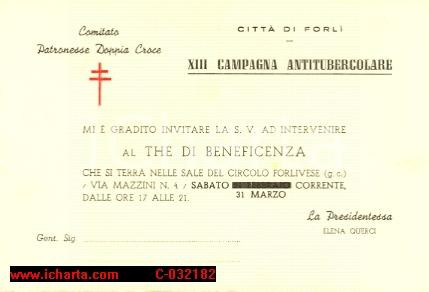 Comitato
Patronesse Doppia Croce
CITTÀ DI FORLÌ
XIII CAMPAGNA ANTITUBERCOLARE
MI È GRADITO INVITARE LA S. V. AD INTERVENIRE
AL THE DI BENEFICENZA
CHE SI TERRÀ NELLE SALE DEL CIRCOLO FORLIVESE (g. c.)
/ VIA MAZZINI N. 4 / SABATO CORRENTE,
DALLE ORE 17 ALLE 21. 31 MARZO
La Presidentessa
ELENA QUERCI
Gent. Sig
www.icharta.com C-032182